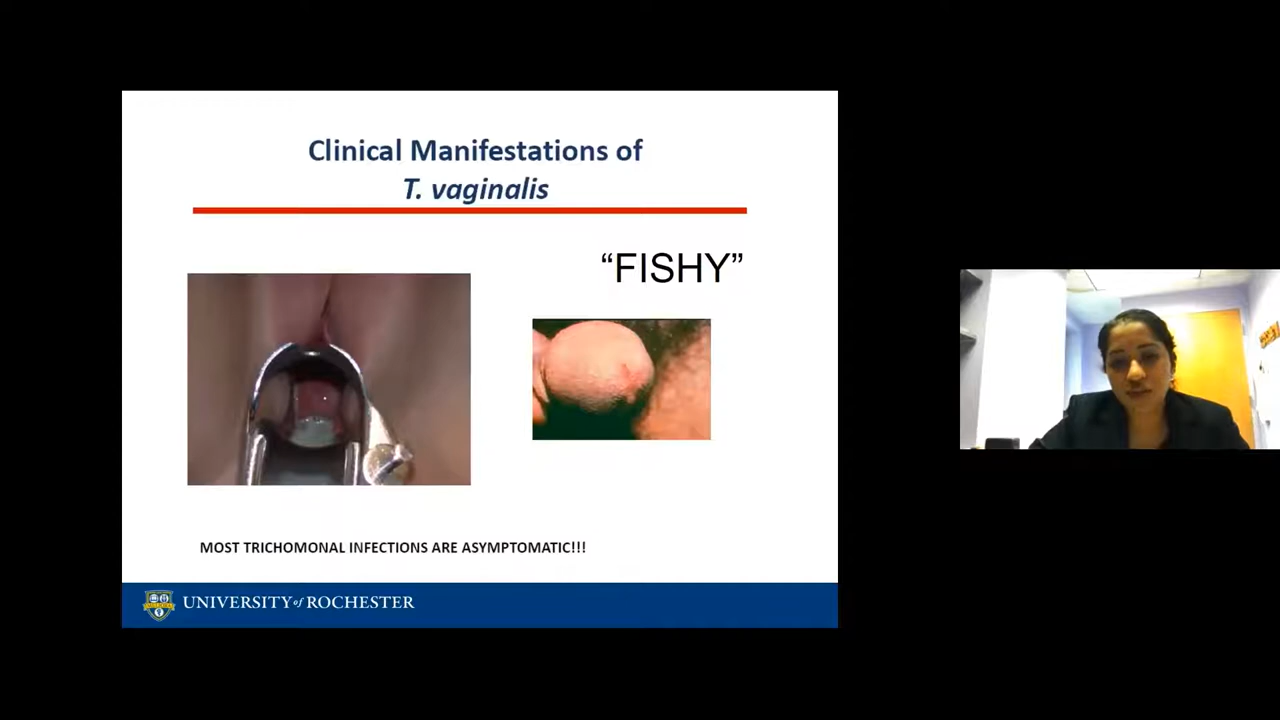 Clinical Manifestations of
T. vaginalis
“FISHY”
MOST TRICHOMONAL INFECTIONS ARE ASYMPTOMATIC!!!
UNIVERSITY of ROCHESTER